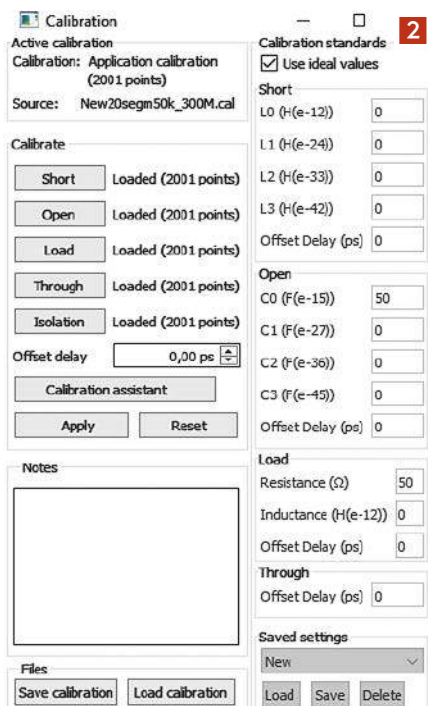 Calibration
2
Active calibration
Calibration: Application calibration
(2001 points)
Source: New20segm50k_300M.cal
Calibrate
Short Loaded (2001 points)
Open Loaded (2001 points)
Load Loaded (2001 points)
Through Loaded (2001 points)
Isolation Loaded (2001 points)
Offset delay 0,00 ps
Calibration assistant
Apply Reset
Notes
Files
Save calibration Load calibration
Calibration standards
Use ideal values
Short
L0 (H(e-12)) 0
L1 (H(e-24)) 0
L2 (H(e-33)) 0
L3 (H(e-42)) 0
Offset Delay (ps) 0
Open
C0 (F(e-15)) 50
C1 (F(e-27)) 0
C2 (F(e-36)) 0
C3 (F(e-45)) 0
Offset Delay (ps) 0
Load
Resistance (Ω) 50
Inductance (H(e-12)) 0
Offset Delay (ps) 0
Through
Offset Delay (ps) 0
Saved settings
New
Load Save Delete